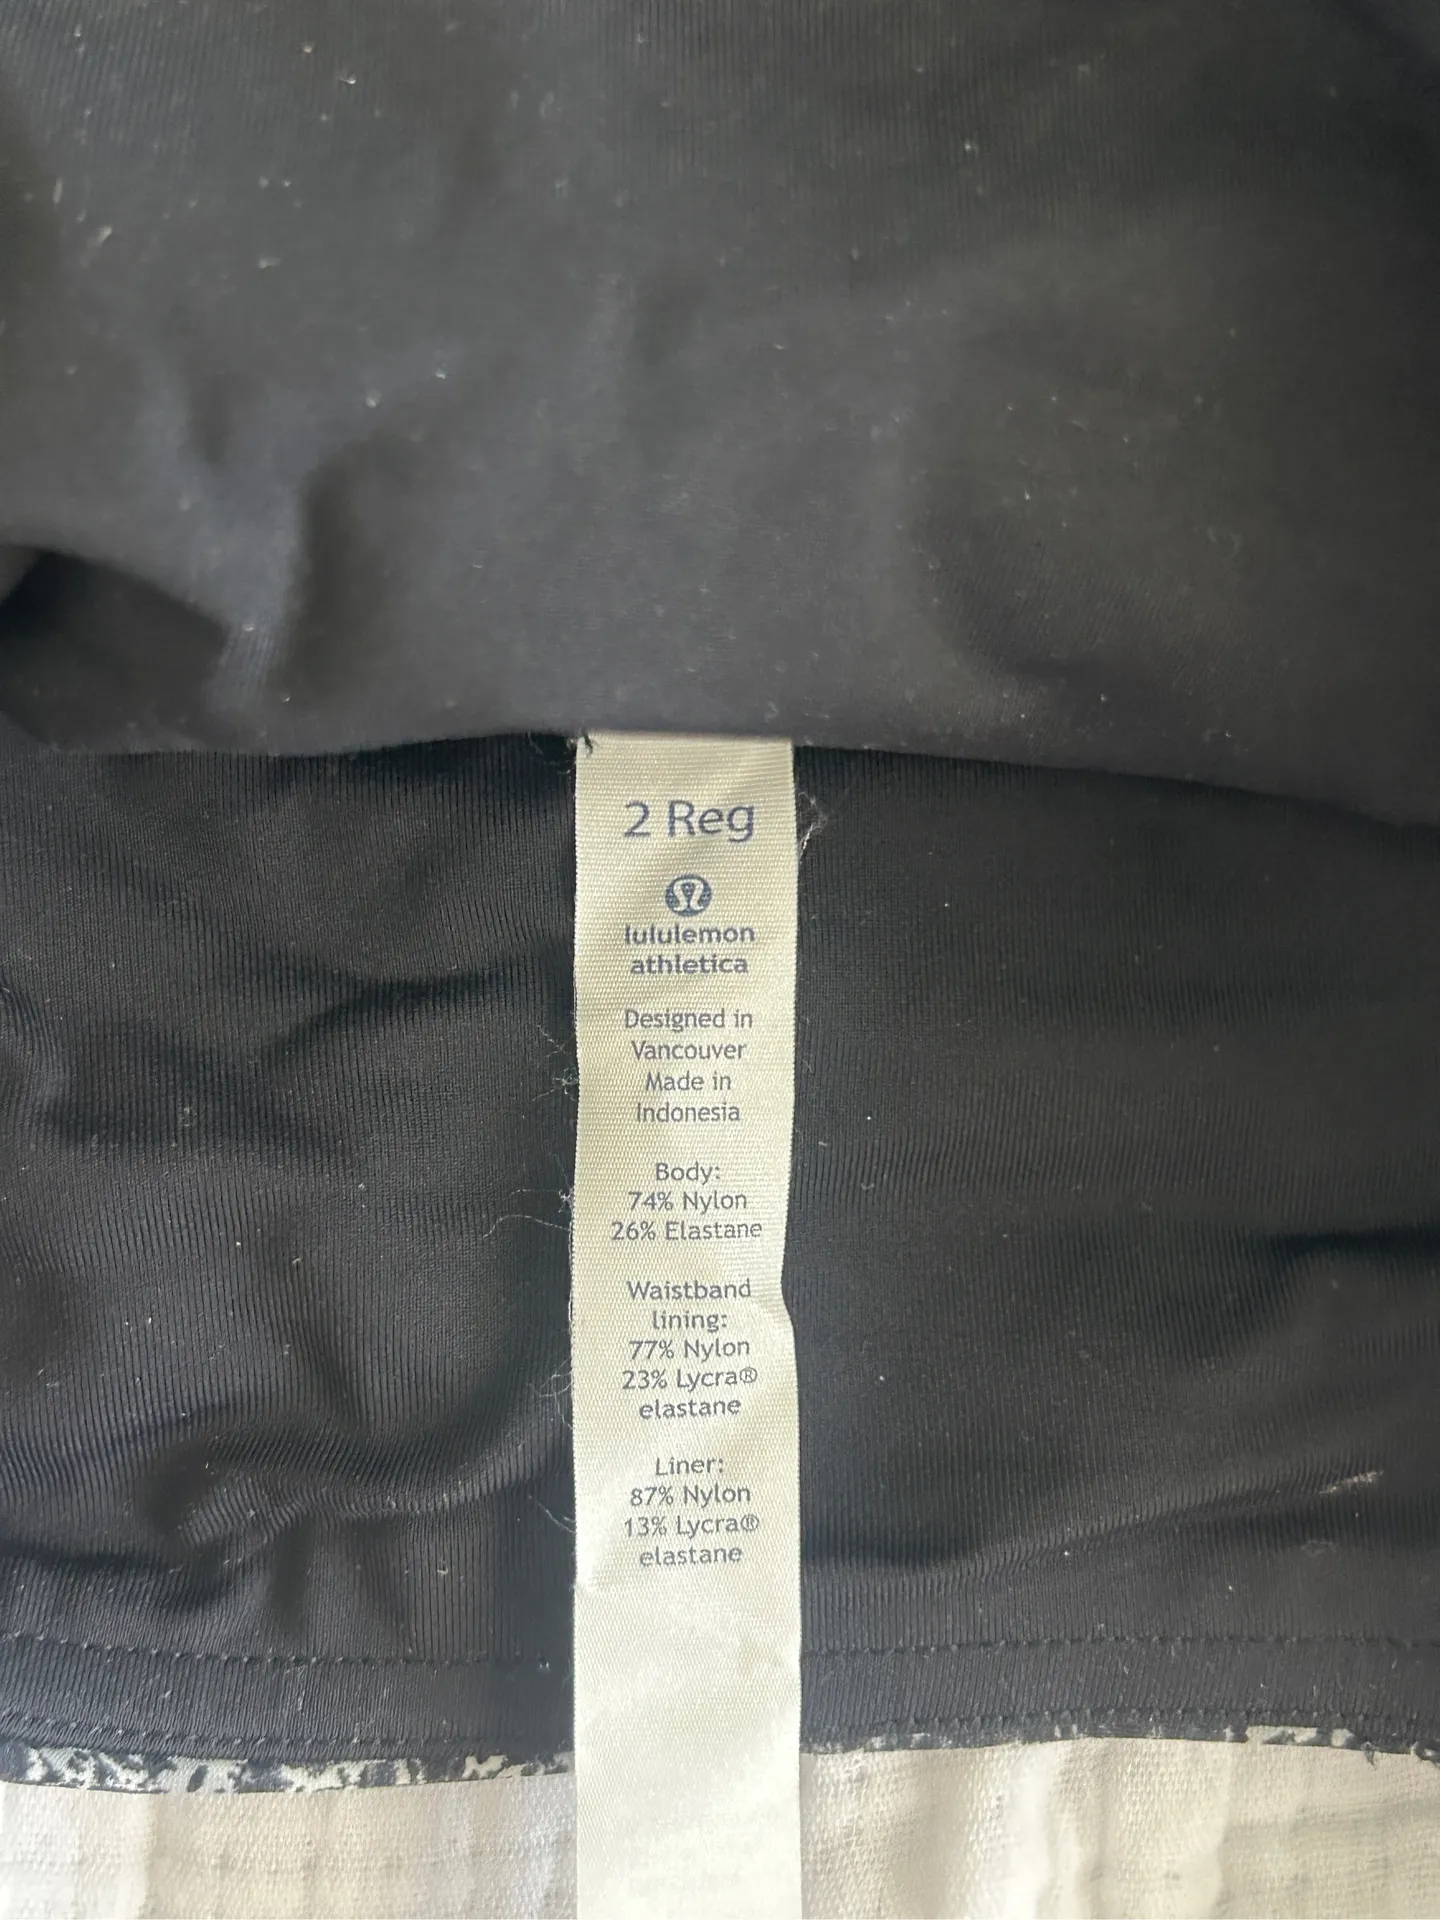 2 Reg
lululemon
athletica
Designed in
Vancouver
Made in
Indonesia
Body:
74% Nylon
26% Elastane
Waistband
lining:
77% Nylon
23% Lycra®
elastane
Liner:
87% Nylon
13% Lycra®
elastane